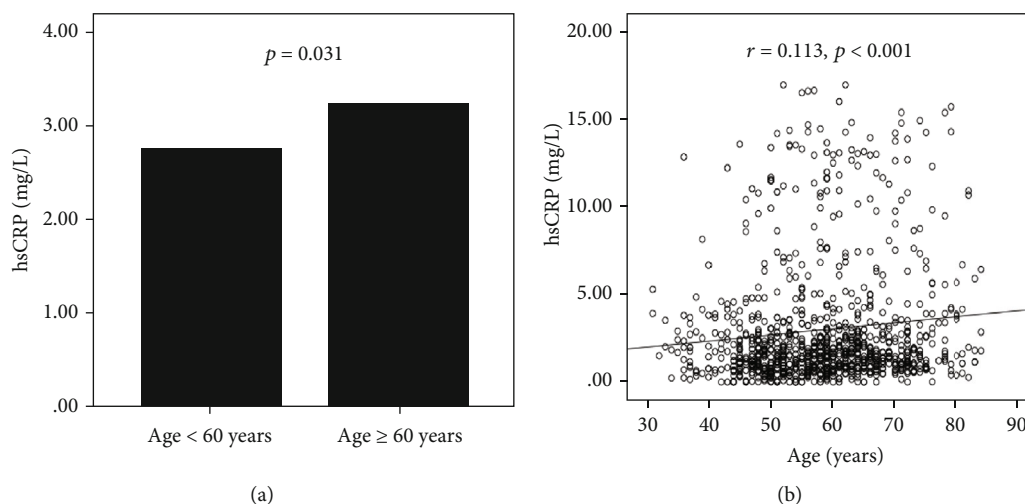 4.00
p = 0.031
3.00
2.00
1.00
.00
hsCRP (mg/L)
Age < 60 years
Age ≥ 60 years
(a)
20.00
r = 0.113, p < 0.001
15.00
10.00
5.00
.00
hsCRP (mg/L)
30 40 50 60 70 80 90
Age (years)
(b)